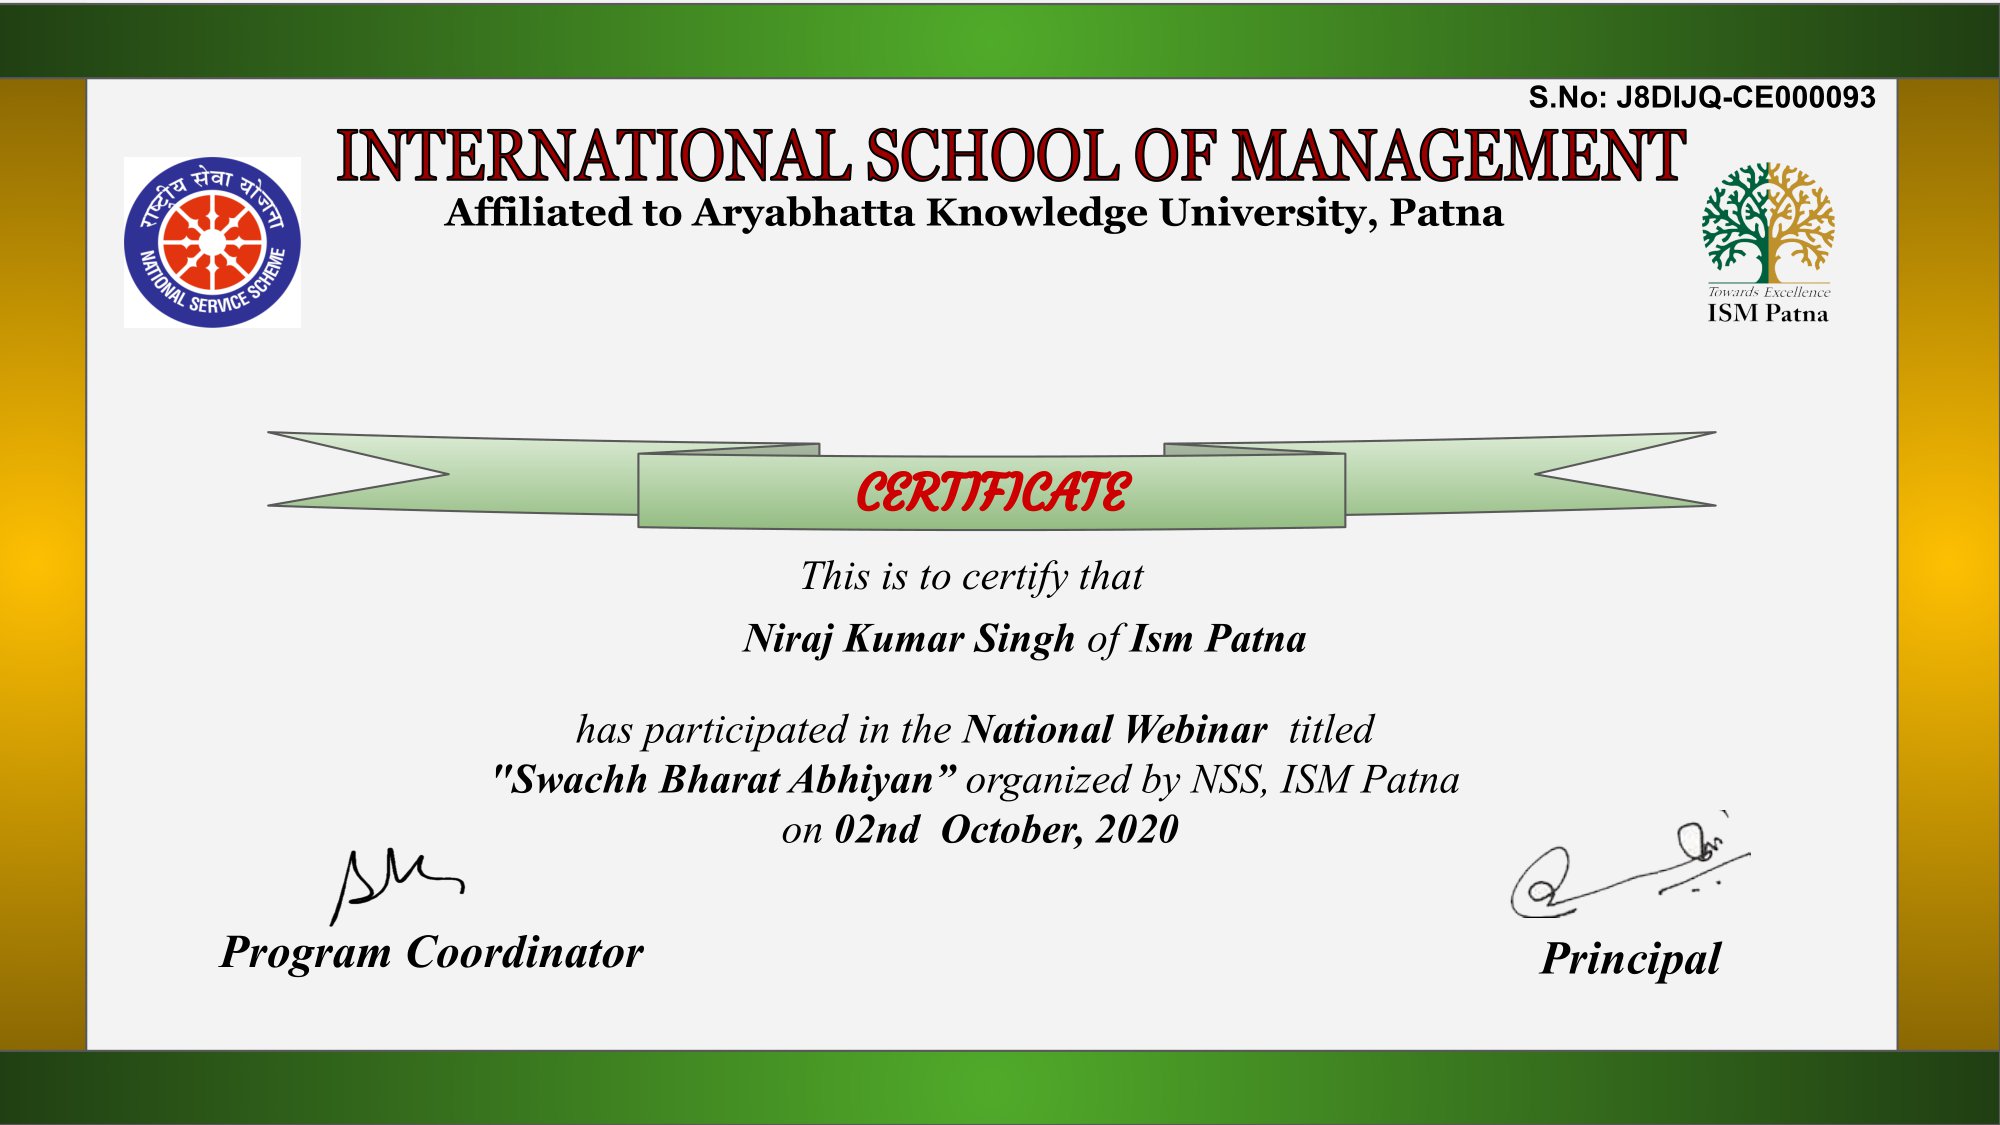 S.No: J8DIJQ-CE000093
INTERNATIONAL SCHOOL OF MANAGEMENT
Affiliated to Aryabhatta Knowledge University, Patna
राष्ट्रीय सेवा योजना
NATIONAL SERVICE SCHEME
Towards Excellence
ISM Patna
CERTIFICATE
This is to certify that
Niraj Kumar Singh of Ism Patna
has participated in the National Webinar  titled
"Swachh Bharat Abhiyan” organized by NSS, ISM Patna
on 02nd  October, 2020
Program Coordinator
Principal